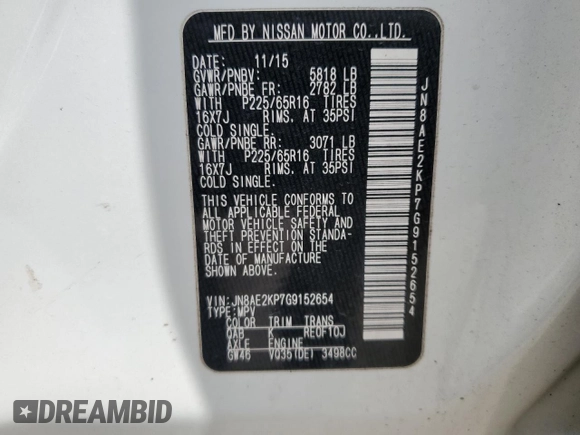 MFD BY NISSAN MOTOR CO.,LTD.
DATE: 11/15
GVWR/PNBV: 5818 LB
GAWR/PNBE FR: 2782 LB
WITH P225/65R16 TIRES
16X7J RIMS. AT 35PSI
COLD SINGLE.
GAWR/PNBE RR: 3071 LB
WITH P225/65R16 TIRES
16X7J RIMS. AT 35PSI
COLD SINGLE.
THIS VEHICLE CONFORMS TO
ALL APPLICABLE FEDERAL
MOTOR VEHICLE SAFETY AND
THEFT PREVENTION STANDA-
RDS IN EFFECT ON THE
DATE OF MANUFACTURE
SHOWN ABOVE.
VIN:JN8AE2KP7G9152654
TYPE:MPV
COLOR TRIM TRANS
QAB K RE0F10J
AXLE ENGINE
GW46 VQ35(DE) 3498CC
JN8AE2KP7G9152654
DREAMBID